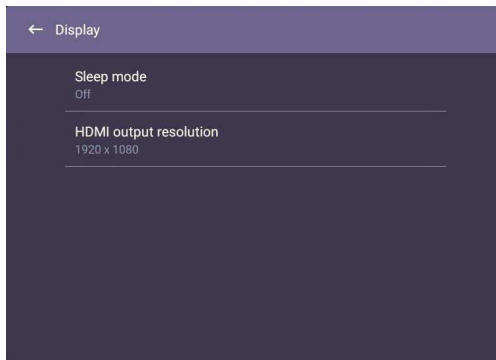 Display
Sleep mode
Off
HDMI output resolution
1920 x 1080